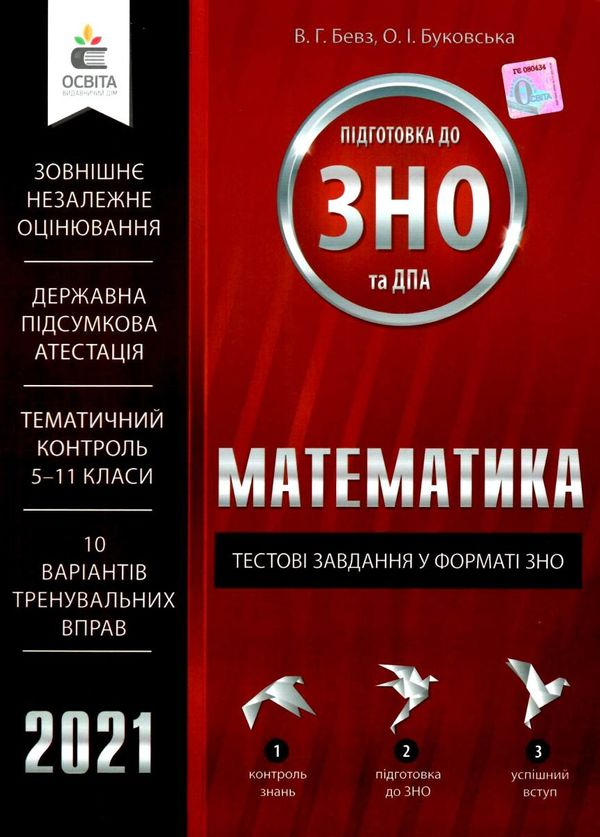 ОСВІТА
ВИДАВНИЧИЙ ДІМ
ЗОВНІШНЄ
НЕЗАЛЕЖНЕ
ОЦІНЮВАННЯ
ДЕРЖАВНА
ПІДСУМКОВА
АТЕСТАЦІЯ
ТЕМАТИЧНИЙ
КОНТРОЛЬ
5–11 КЛАСИ
10
ВАРІАНТІВ
ТРЕНУВАЛЬНИХ
ВПРАВ
2021
В. Г. Бевз, О. І. Буковська
ГЄ 080434
ОСВІТА
ПІДГОТОВКА ДО
ЗНО
та ДПА
МАТЕМАТИКА
ТЕСТОВІ ЗАВДАННЯ У ФОРМАТІ ЗНО
1
контроль
знань
2
підготовка
до ЗНО
3
успішний
вступ